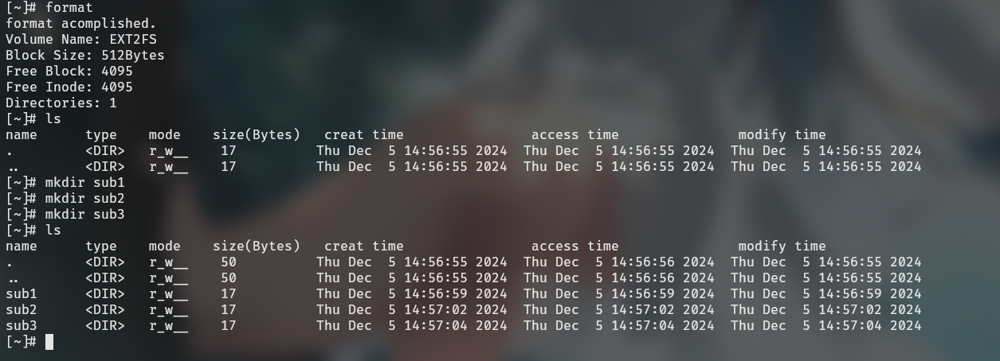 [~]# format
format acomplished.
Volume Name: EXT2FS
Block Size: 512Bytes
Free Block: 4095
Free Inode: 4095
Directories: 1
[~]# ls
name      type    mode    size(Bytes)   creat time                access time               modify time
.         <DIR>   r_w__    17          Thu Dec  5 14:56:55 2024  Thu Dec  5 14:56:55 2024  Thu Dec  5 14:56:55 2024
..        <DIR>   r_w__    17          Thu Dec  5 14:56:55 2024  Thu Dec  5 14:56:55 2024  Thu Dec  5 14:56:55 2024
[~]# mkdir sub1
[~]# mkdir sub2
[~]# mkdir sub3
[~]# ls
name      type    mode    size(Bytes)   creat time                access time               modify time
.         <DIR>   r_w__    50          Thu Dec  5 14:56:55 2024  Thu Dec  5 14:56:56 2024  Thu Dec  5 14:56:55 2024
..        <DIR>   r_w__    50          Thu Dec  5 14:56:55 2024  Thu Dec  5 14:56:56 2024  Thu Dec  5 14:56:55 2024
sub1      <DIR>   r_w__    17          Thu Dec  5 14:56:59 2024  Thu Dec  5 14:56:59 2024  Thu Dec  5 14:56:59 2024
sub2      <DIR>   r_w__    17          Thu Dec  5 14:57:02 2024  Thu Dec  5 14:57:02 2024  Thu Dec  5 14:57:02 2024
sub3      <DIR>   r_w__    17          Thu Dec  5 14:57:04 2024  Thu Dec  5 14:57:04 2024  Thu Dec  5 14:57:04 2024
[~]#